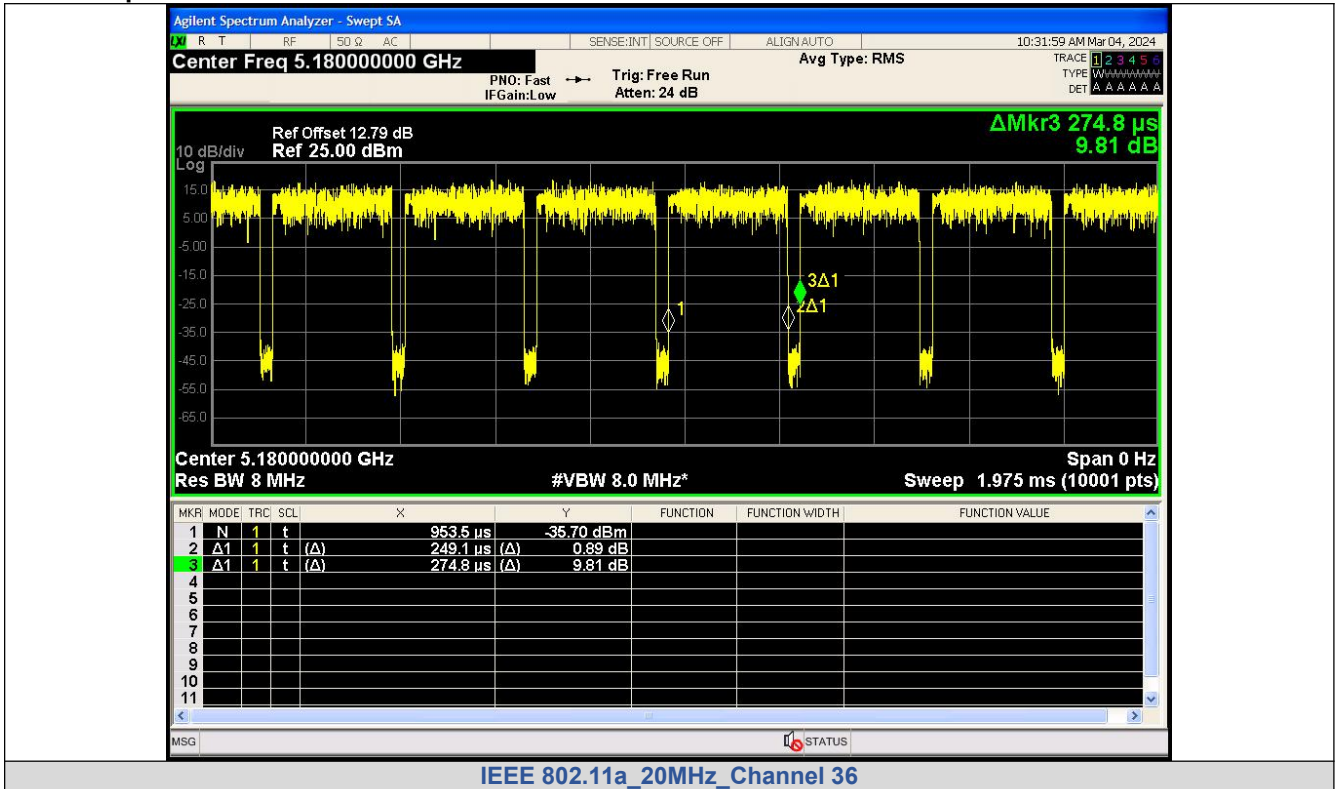 Agilent Spectrum Analyzer - Swept SA
LXI R T RF 50 Ω AC SENSE:INT SOURCE OFF ALIGN AUTO 10:31:59 AM Mar 04, 2024
Center Freq 5.180000000 GHz Avg Type: RMS TRACE 1 2 3 4 5 6
PNO: Fast Trig: Free Run TYPE W
IFGain:Low Atten: 24 dB DET A A A A A A
ΔMkr3 274.8 µs
Ref Offset 12.79 dB
10 dB/div Ref 25.00 dBm 9.81 dB
Log
15.0
5.00
-5.00
-15.0
3Δ1
-25.0
1 2Δ1
-35.0
-45.0
-55.0
-65.0
Center 5.180000000 GHz Span 0 Hz
Res BW 8 MHz #VBW 8.0 MHz* Sweep 1.975 ms (10001 pts)
MKR MODE TRC SCL X Y FUNCTION FUNCTION WIDTH FUNCTION VALUE
1 N 1 t 953.5 µs -35.70 dBm
2 Δ1 1 t (Δ) 249.1 µs (Δ) 0.89 dB
3 Δ1 1 t (Δ) 274.8 µs (Δ) 9.81 dB
4
5
6
7
8
9
10
11
MSG STATUS
IEEE 802.11a_20MHz_Channel 36